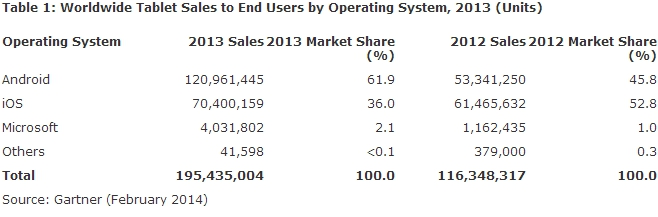 Table 1: Worldwide Tablet Sales to End Users by Operating System, 2013 (Units)
Operating System 2013 Sales 2013 Market Share (%) 2012 Sales 2012 Market Share (%)
Android 120,961,445 61.9 53,341,250 45.8
iOS 70,400,159 36.0 61,465,632 52.8
Microsoft 4,031,802 2.1 1,162,435 1.0
Others 41,598 <0.1 379,000 0.3
Total 195,435,004 100.0 116,348,317 100.0
Source: Gartner (February 2014)